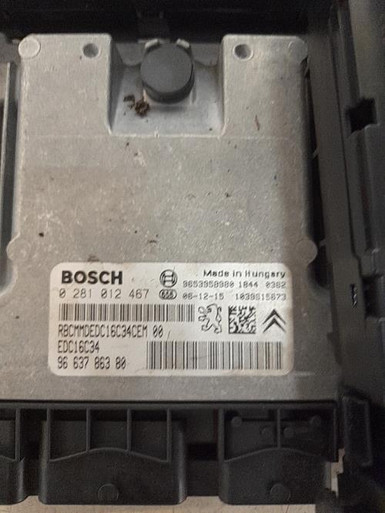 BOSCH
Made in Hungary
9653958980 1844 0362
0 281 012 467
06-12-15 1039S15673
RBCMMDEDC16C34CEM 00
EDC16C34
96 637 863 80